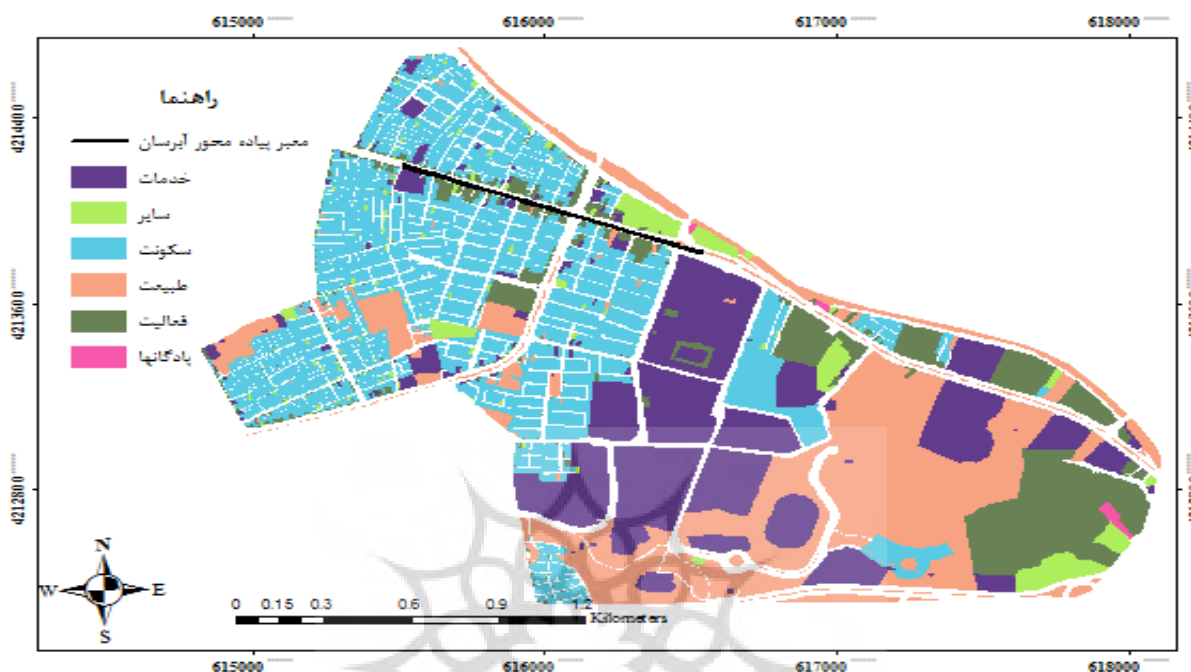 615000 616000 617000 618000
راهنما
معبر پیاده محور آبرسان
خدمات
سایر
سکونت
طبیعت
فعالیت
پادگانها
4214400
4213600
4212800
N
W E
S
0 0.15 0.3 0.6 0.9 1.2
Kilometers
615000 616000 617000 618000